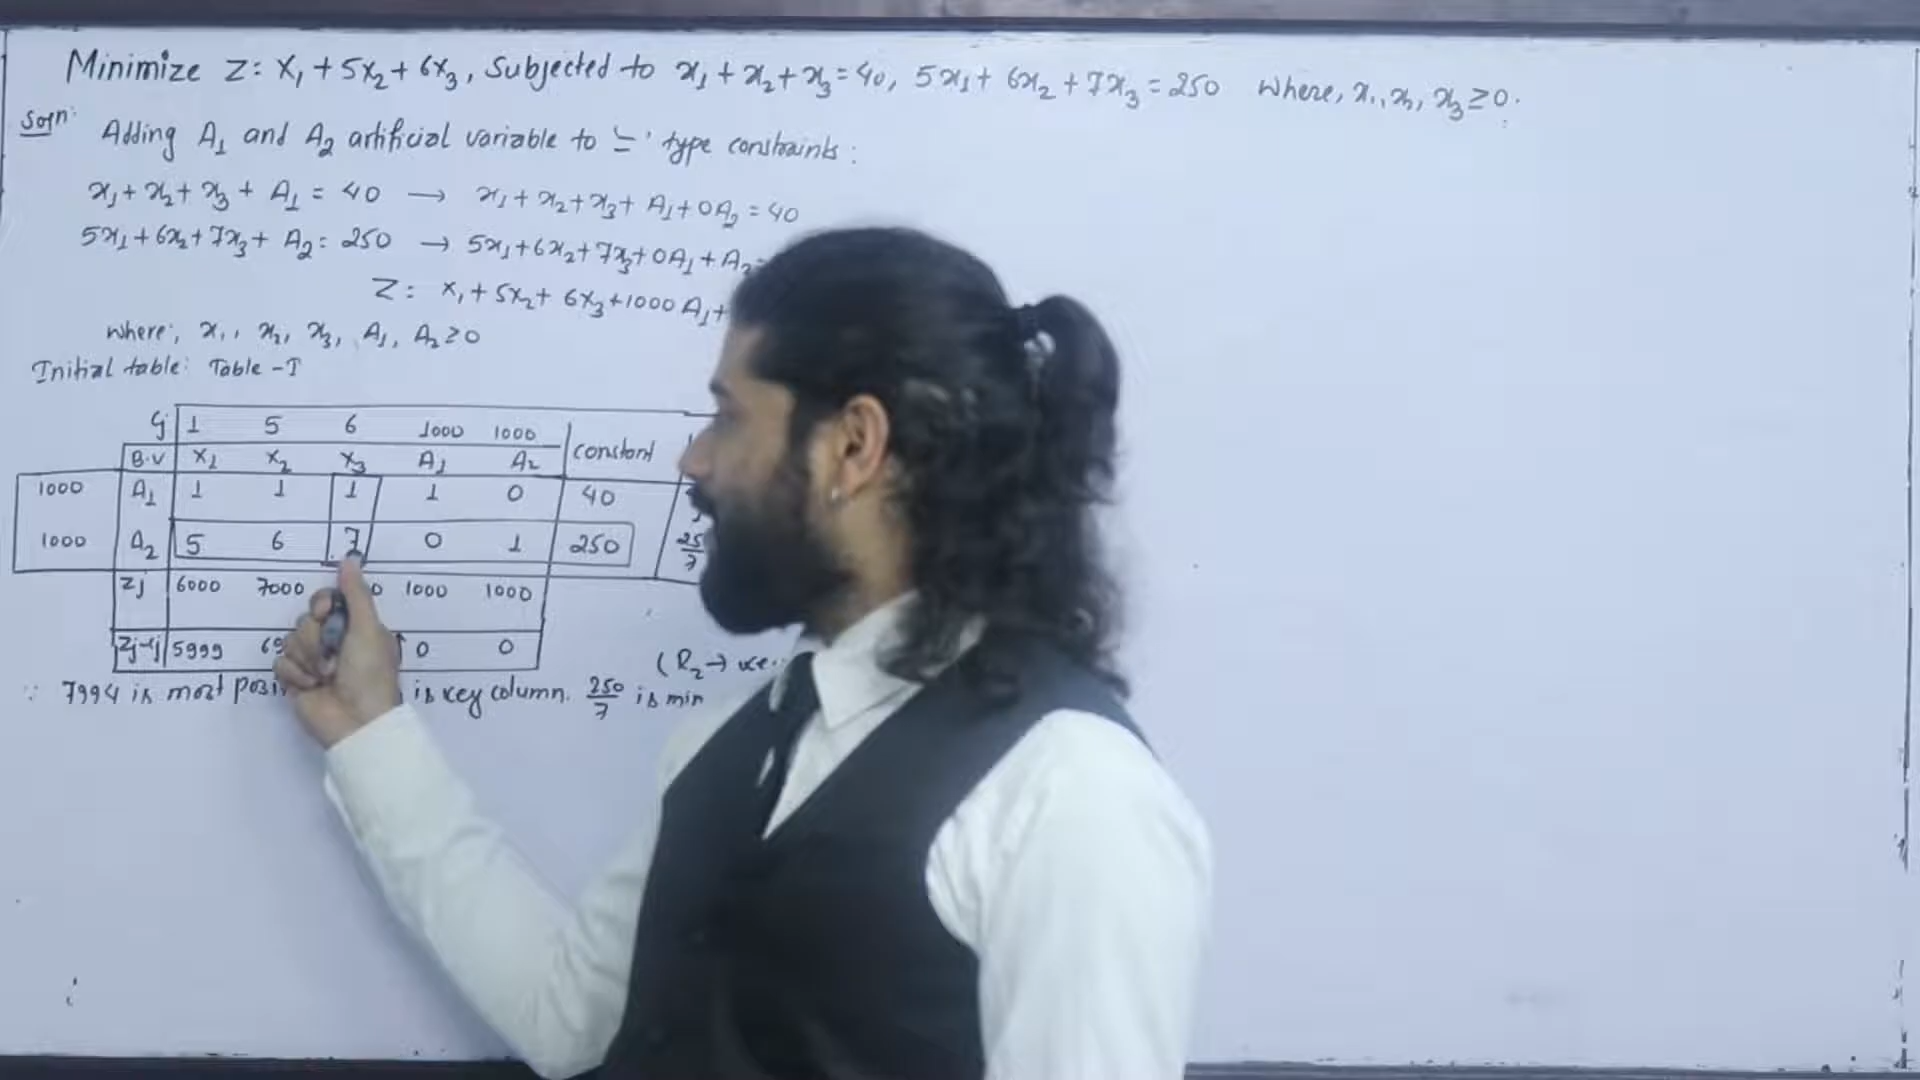 Minimize Z: x₁ + 5x₂ + 6x₃, Subjected to x₁ + x₂ + x₃ = 40, 5x₁ + 6x₂ + 7x₃ = 250 Where, x₁, x₂, x₃ ≥ 0.
Soln:
Adding A₁ and A₂ artificial variable to '=' type constraints:
x₁ + x₂ + x₃ + A₁ = 40 → x₁ + x₂ + x₃ + A₁ + 0A₂ = 40
5x₁ + 6x₂ + 7x₃ + A₂ = 250 → 5x₁ + 6x₂ + 7x₃ + 0A₁ + A₂ =
Z: x₁ + 5x₂ + 6x₃ + 1000 A₁ +
Where, x₁, x₂, x₃, A₁, A₂ ≥ 0
Initial table: Table - I
Cj 1 5 6 1000 1000 constant
B.V x₁ x₂ x₃ A₁ A₂
1000 A₁ 1 1 1 1 0 40
1000 A₂ 5 6 7 0 1 250
Zj 6000 7000 0 1000 1000
Zj-Cj 5999 69 0 0
(R₂ →
∵ 7994 is most posi is key column. 250/7 is min